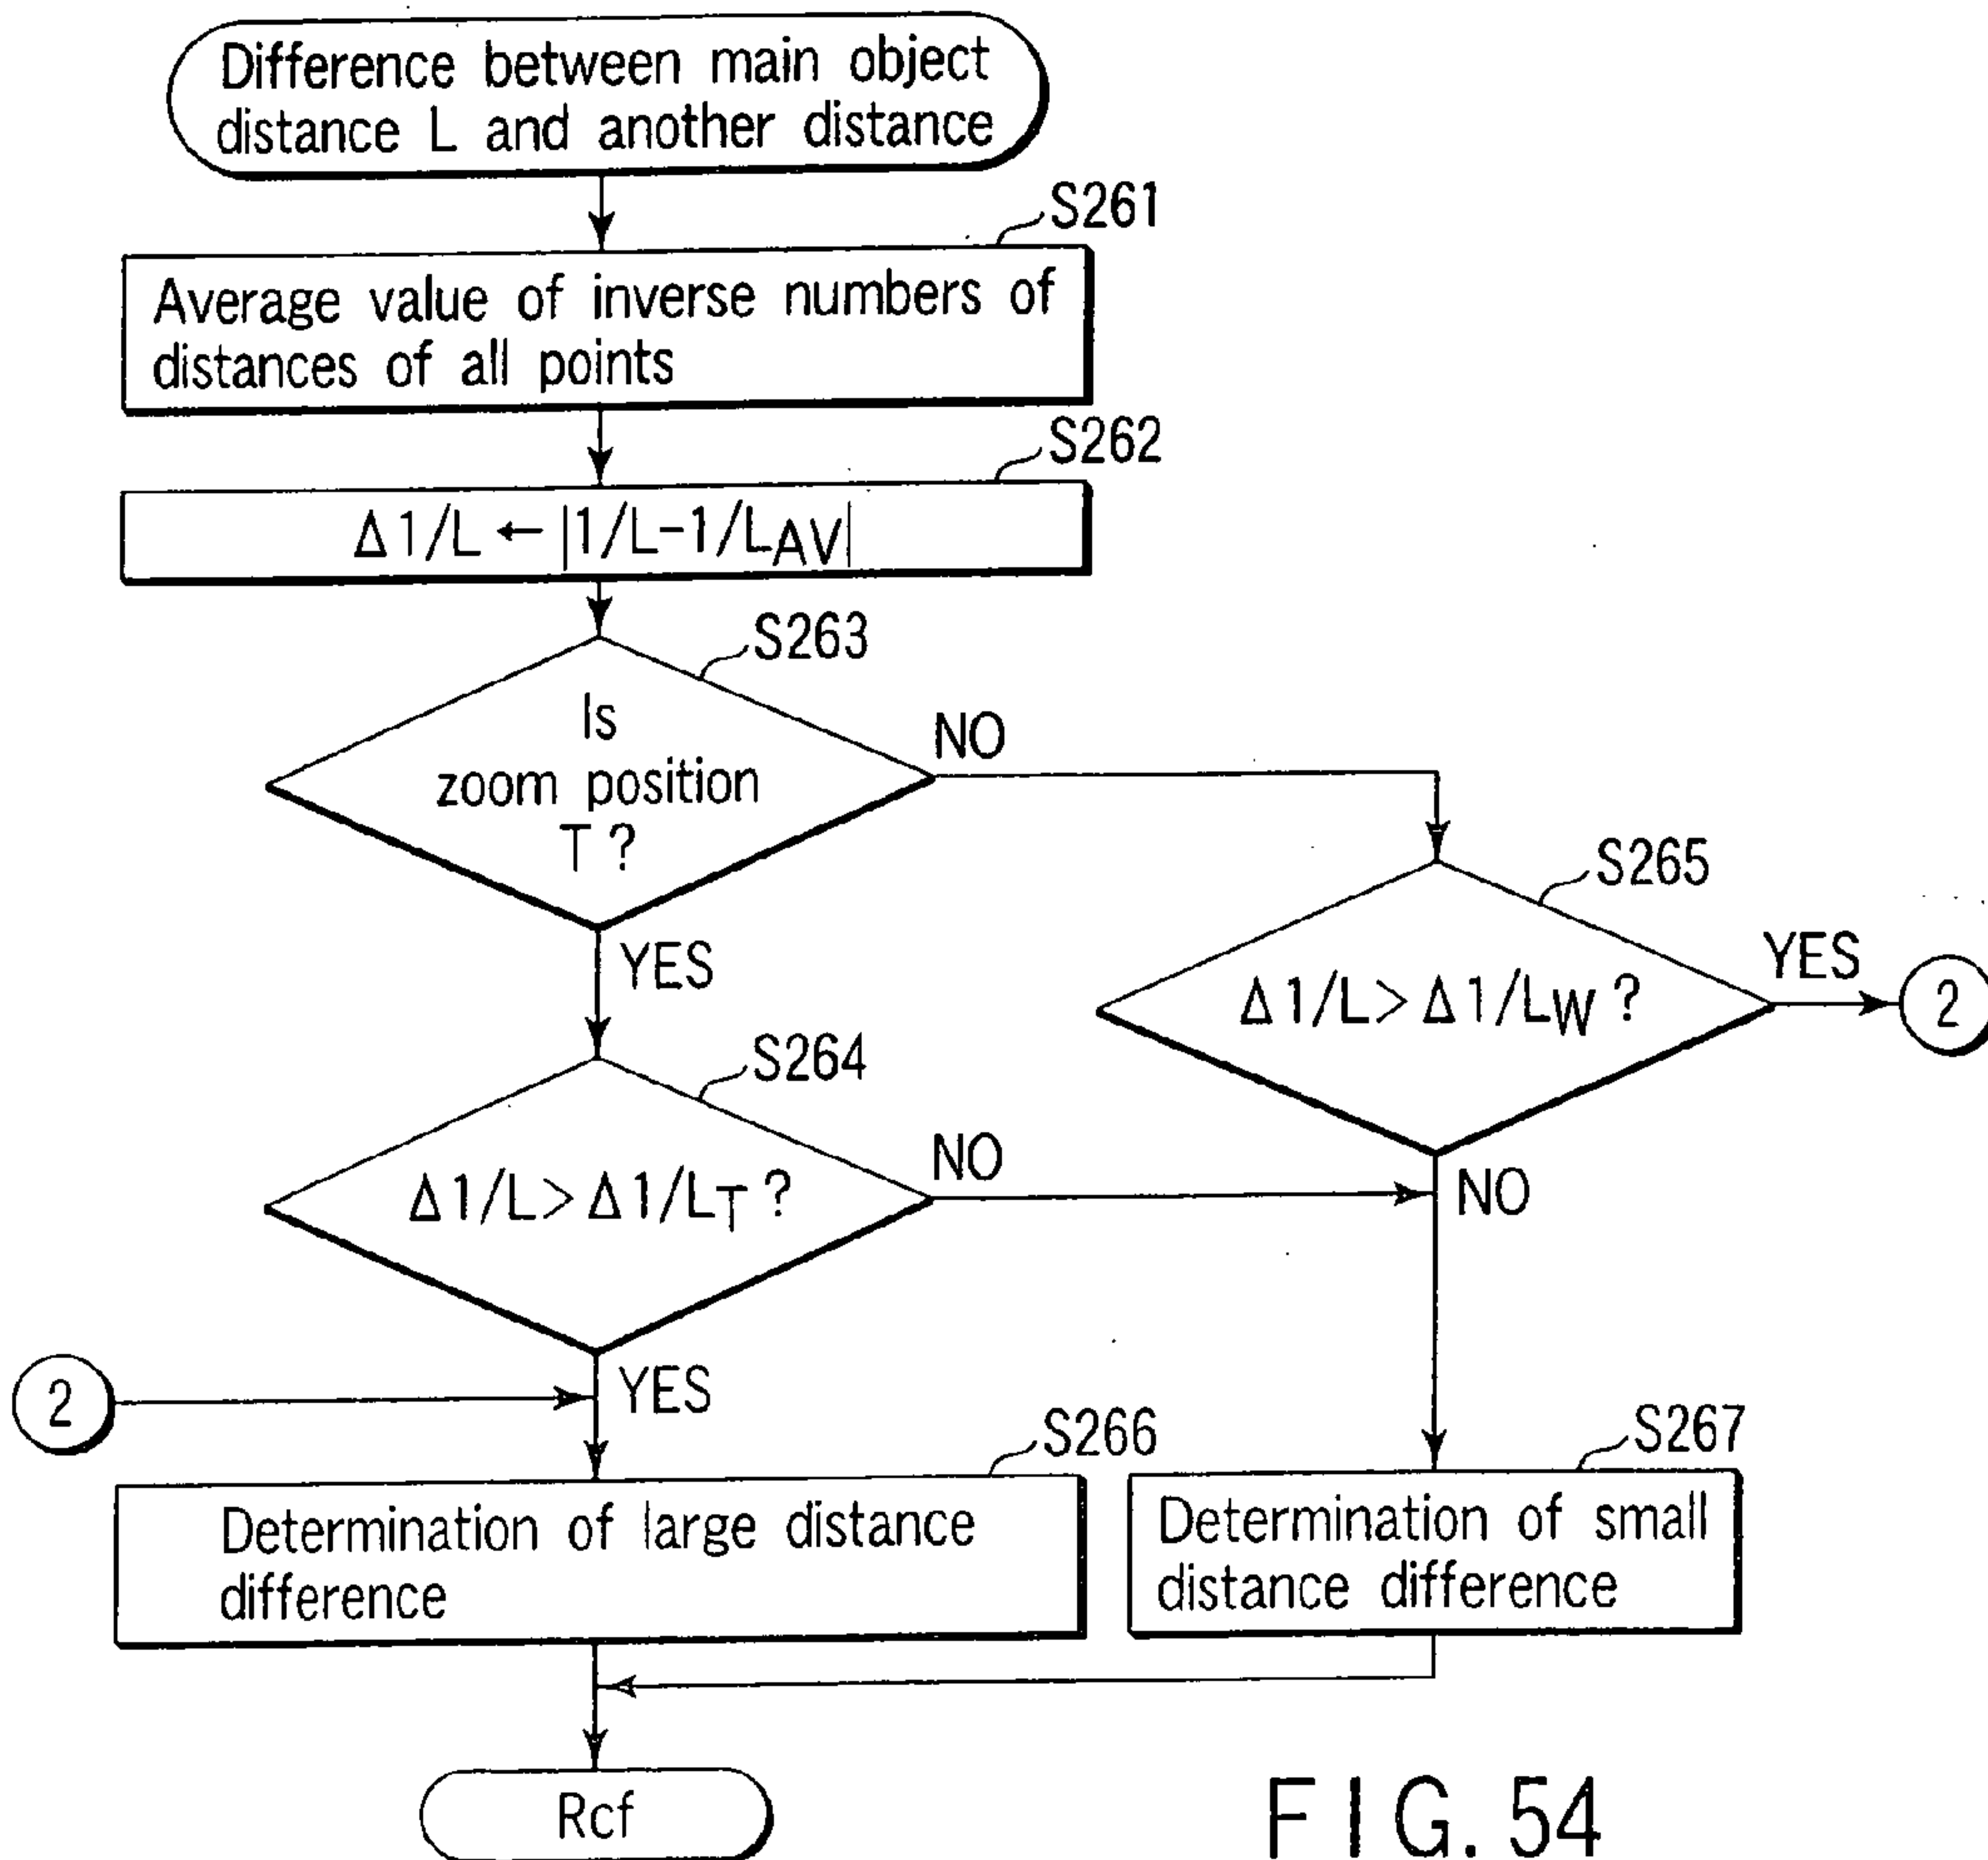 Difference between main object
distance L and another distance
S261
Average value of inverse numbers of
distances of all points
S262
Δ1/L←|1/L-1/LAV|
S263
Is
zoom position
T?
NO
YES
S265
Δ1/L>Δ1/LW?
YES
2
NO
S264
Δ1/L>Δ1/LT?
NO
YES
2
S266
Determination of large distance
difference
S267
Determination of small
distance difference
Rcf
FIG. 54